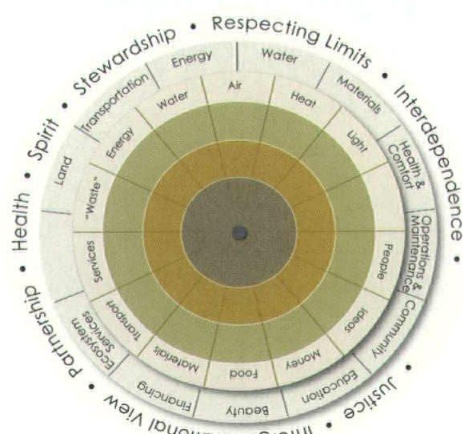 • Respecting Limits
• Interdependence
• Justice
• View
• Partnership
• Health
• Spirit
• Stewardship
Energy
Water
Materials
Health &
Comfort
Operations &
Maintenance
Community
Education
Beauty
Financing
Ecosystem
Services
Land
Transportation
Air
Heat
Light
People
Ideas
Money
Food
Materials
Transport
Services
"Waste"
Energy
Water